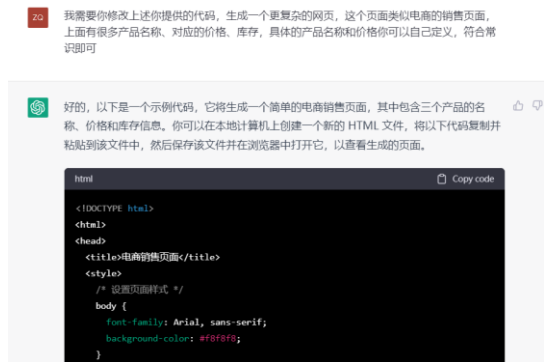 ZQ
我需要你修改上述你提供的代码，生成一个更复杂的网页，这个页面类似电商的销售页面，
上面有很多产品名称、对应的价格、库存，具体的产品名称和价格你可以自己定义，符合常
识即可
好的，以下是一个示例代码，它将生成一个简单的电商销售页面，其中包含三个产品的名
称、价格和库存信息。你可以在本地计算机上创建一个新的 HTML 文件，将以下代码复制并
粘贴到该文件中，然后保存该文件并在浏览器中打开它，以查看生成的页面。
html Copy code
<!DOCTYPE html>
<html>
<head>
<title>电商销售页面</title>
<style>
/* 设置页面样式 */
body {
font-family: Arial, sans-serif;
background-color: #f8f8f8;
}